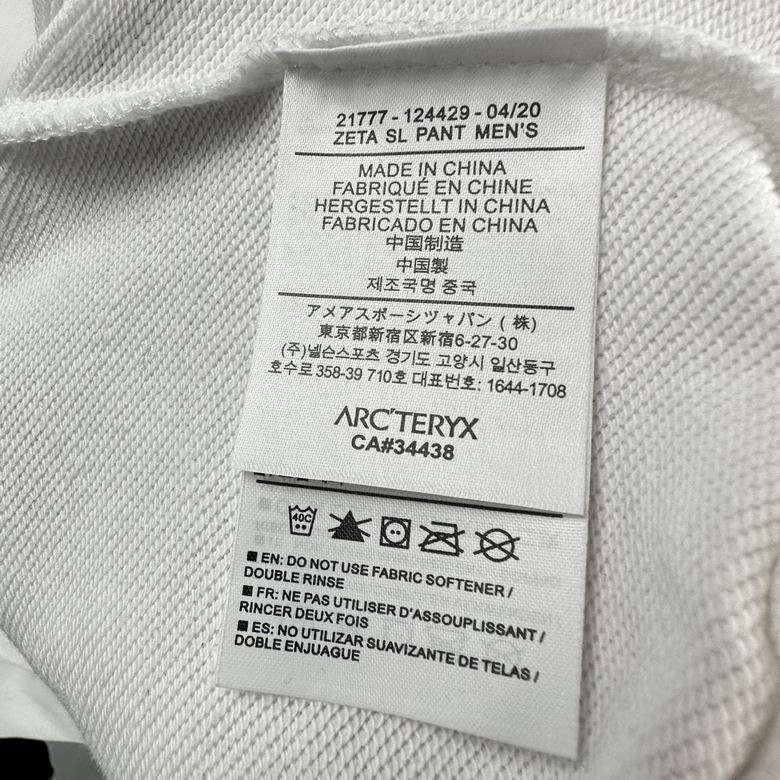 21777 - 124429 - 04/20
ZETA SL PANT MEN'S
MADE IN CHINA
FABRIQUÉ EN CHINE
HERGESTELLT IN CHINA
FABRICADO EN CHINA
中国制造
中国製
제조국명 중국
アメアスポーシヅャパン ( 株)
東京都新宿区新宿6-27-30
(주)넬슨스포츠 경기도 고양시 일산동구
호수로 358-39 710호 대표번호: 1644-1708
ARC'TERYX
CA#34438
40C
■ EN: DO NOT USE FABRIC SOFTENER /
DOUBLE RINSE
■ FR: NE PAS UTILISER D'ASSOUPLISSANT /
RINCER DEUX FOIS
■ ES: NO UTILIZAR SUAVIZANTE DE TELAS /
DOBLE ENJUAGUE